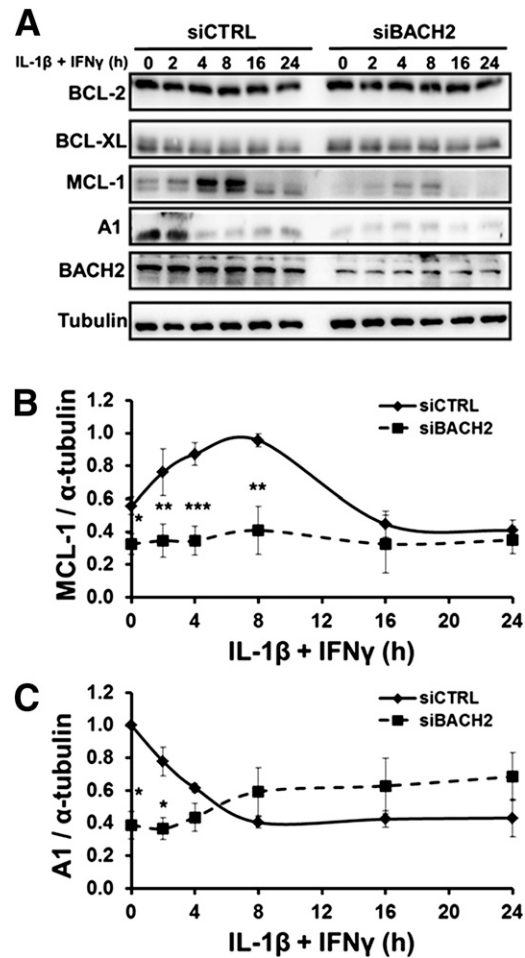 A
siCTRL siBACH2
IL-1β + IFNγ (h) 0 2 4 8 16 24 0 2 4 8 16 24
BCL-2
BCL-XL
MCL-1
A1
BACH2
Tubulin
B
1.2
1.0
0.8
0.6
0.4
0.2
0.0
MCL-1 / α-tubulin
siCTRL
siBACH2
* ** *** **
0 4 8 12 16 20 24
IL-1β + IFNγ (h)
C
1.2
1.0
0.8
0.6
0.4
0.2
0.0
A1 / α-tubulin
siCTRL
siBACH2
* *
0 4 8 12 16 20 24
IL-1β + IFNγ (h)